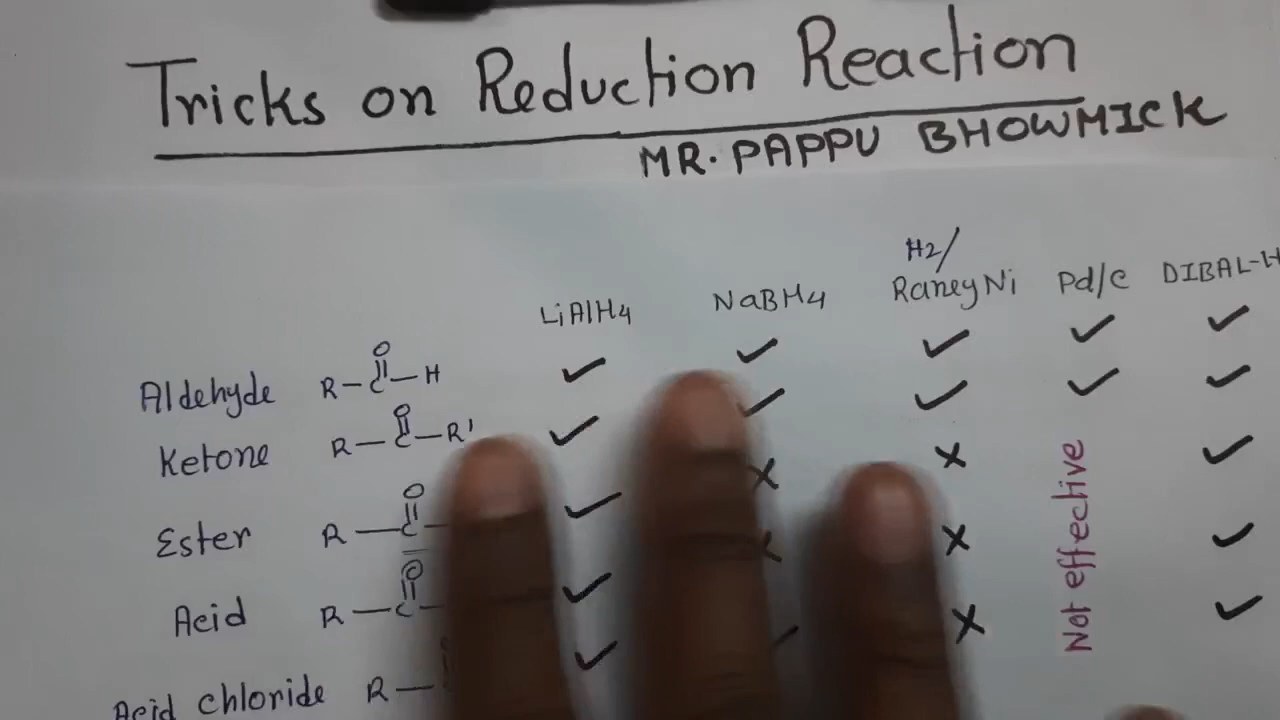 Tricks on Reduction Reaction
MR. PAPPU BHOWMICK
LiAlH4 NaBH4 H2/ Raney Ni Pd/C DIBAL-H
Aldehyde R-C-H O ✓ ✓ ✓ ✓ ✓
Ketone R-C-R' O ✓ ✓ ✓ ✓ ✓
Ester R-C- O ✓ × × ✓
Acid R-C- O ✓ × × ✓
Acid chloride R- ✓ ✓ × ✓
Not effective